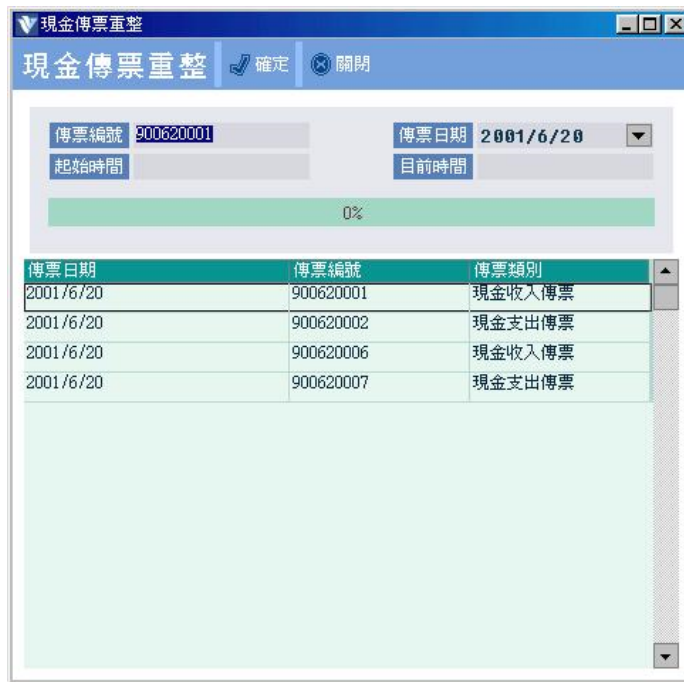 現金傳票重整
現金傳票重整 確定 關閉
傳票編號 900620001 傳票日期 2001/6/20
起始時間 目前時間
0%
傳票日期 傳票編號 傳票類別
2001/6/20 900620001 現金收入傳票
2001/6/20 900620002 現金支出傳票
2001/6/20 900620006 現金收入傳票
2001/6/20 900620007 現金支出傳票